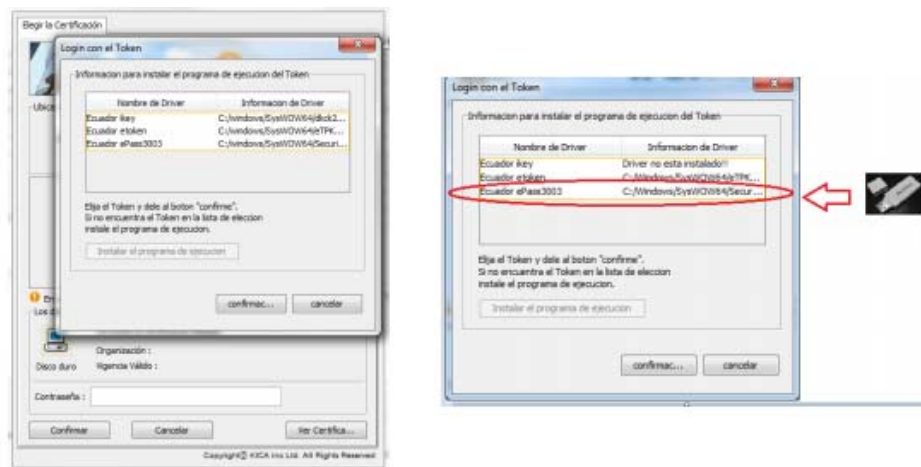 Elegir la Certificación
Login con el Token
Informacion para instalar el programa de ejecucion del Token
Nombre de Driver Informacion de Driver
Ecuador ikey C:/windows/SysWOW64/dkck2...
Ecuador etoken C:/windows/SysWOW64/eTPK...
Ecuador ePass3003 C:/windows/SysWOW64/Securi...
Elija el Token y dele al boton "confirme".
Si no encuentra el Token en la lista de eleccion
instale el programa de ejecucion.
Instalar el programa de ejecucion
confirmac... cancelar
Organización :
Disco duro Vigencia Válido :
Contraseña :
Confirmar Cancelar Ver Certifica...
Copyright© KICA Inc Ltd. All Rights Reserved
Login con el Token
Informacion para instalar el programa de ejecucion del Token
Nombre de Driver Informacion de Driver
Ecuador ikey Driver no esta instalado!!
Ecuador etoken C:/Windows/SysWOW64/eTPK...
Ecuador ePass3003 C:/Windows/SysWOW64/Secur...
Elija el Token y dele al boton "confirme".
Si no encuentra el Token en la lista de eleccion
instale el programa de ejecucion.
Instalar el programa de ejecucion
confirmac... cancelar